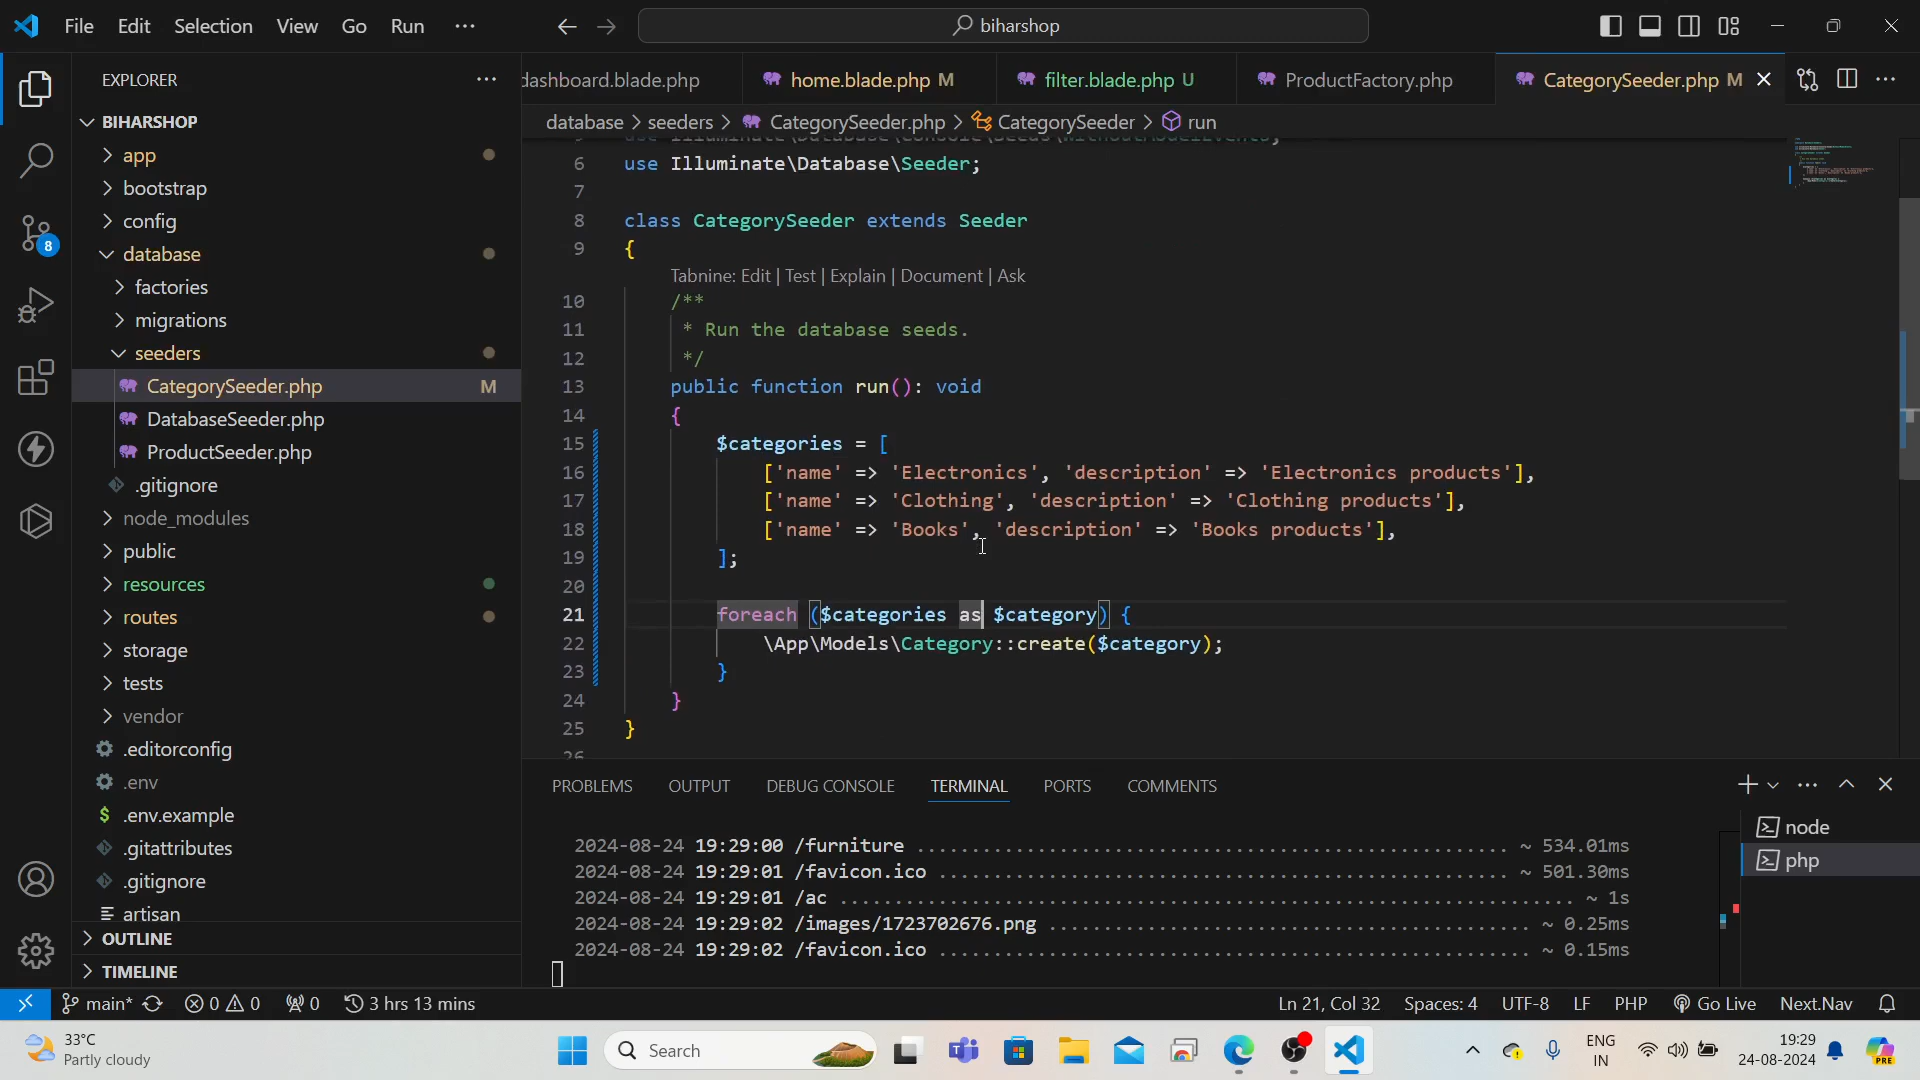 File Edit Selection View Go Run ···
biharshop
EXPLORER
dashboard.blade.php
home.blade.php M
filter.blade.php U
ProductFactory.php
CategorySeeder.php M
database > seeders > CategorySeeder.php > CategorySeeder > run
BIHARSHOP
app
bootstrap
config
database
factories
migrations
seeders
CategorySeeder.php M
DatabaseSeeder.php
ProductSeeder.php
.gitignore
node_modules
public
resources
routes
storage
tests
vendor
.editorconfig
.env
.env.example
.gitattributes
.gitignore
artisan
OUTLINE
TIMELINE
8
5 use Illuminate\Database\Console\Seeds\WithoutModelEvents;
6 use Illuminate\Database\Seeder;
7
8 class CategorySeeder extends Seeder
9 {
Tabnine: Edit | Test | Explain | Document | Ask
10 /**
11 * Run the database seeds.
12 */
13 public function run(): void
14 {
15 $categories = [
16 ['name' => 'Electronics', 'description' => 'Electronics products'],
17 ['name' => 'Clothing', 'description' => 'Clothing products'],
18 ['name' => 'Books', 'description' => 'Books products'],
19 ];
20
21 foreach ($categories as $category) {
22 \App\Models\Category::create($category);
23 }
24 }
25 }
26
PROBLEMS OUTPUT DEBUG CONSOLE TERMINAL PORTS COMMENTS
2024-08-24 19:29:00 /furniture ........................................................ ~ 534.01ms
2024-08-24 19:29:01 /favicon.ico ...................................................... ~ 501.30ms
2024-08-24 19:29:01 /ac ................................................................ ~ 1s
2024-08-24 19:29:02 /images/1723702676.png ............................................ ~ 0.25ms
2024-08-24 19:29:02 /favicon.ico ...................................................... ~ 0.15ms
node
php
main* 0 0 0 3 hrs 13 mins
Ln 21, Col 32 Spaces: 4 UTF-8 LF PHP Go Live Next.Nav
33°C
Partly cloudy
Search
ENG
IN
19:29
24-08-2024
PRE